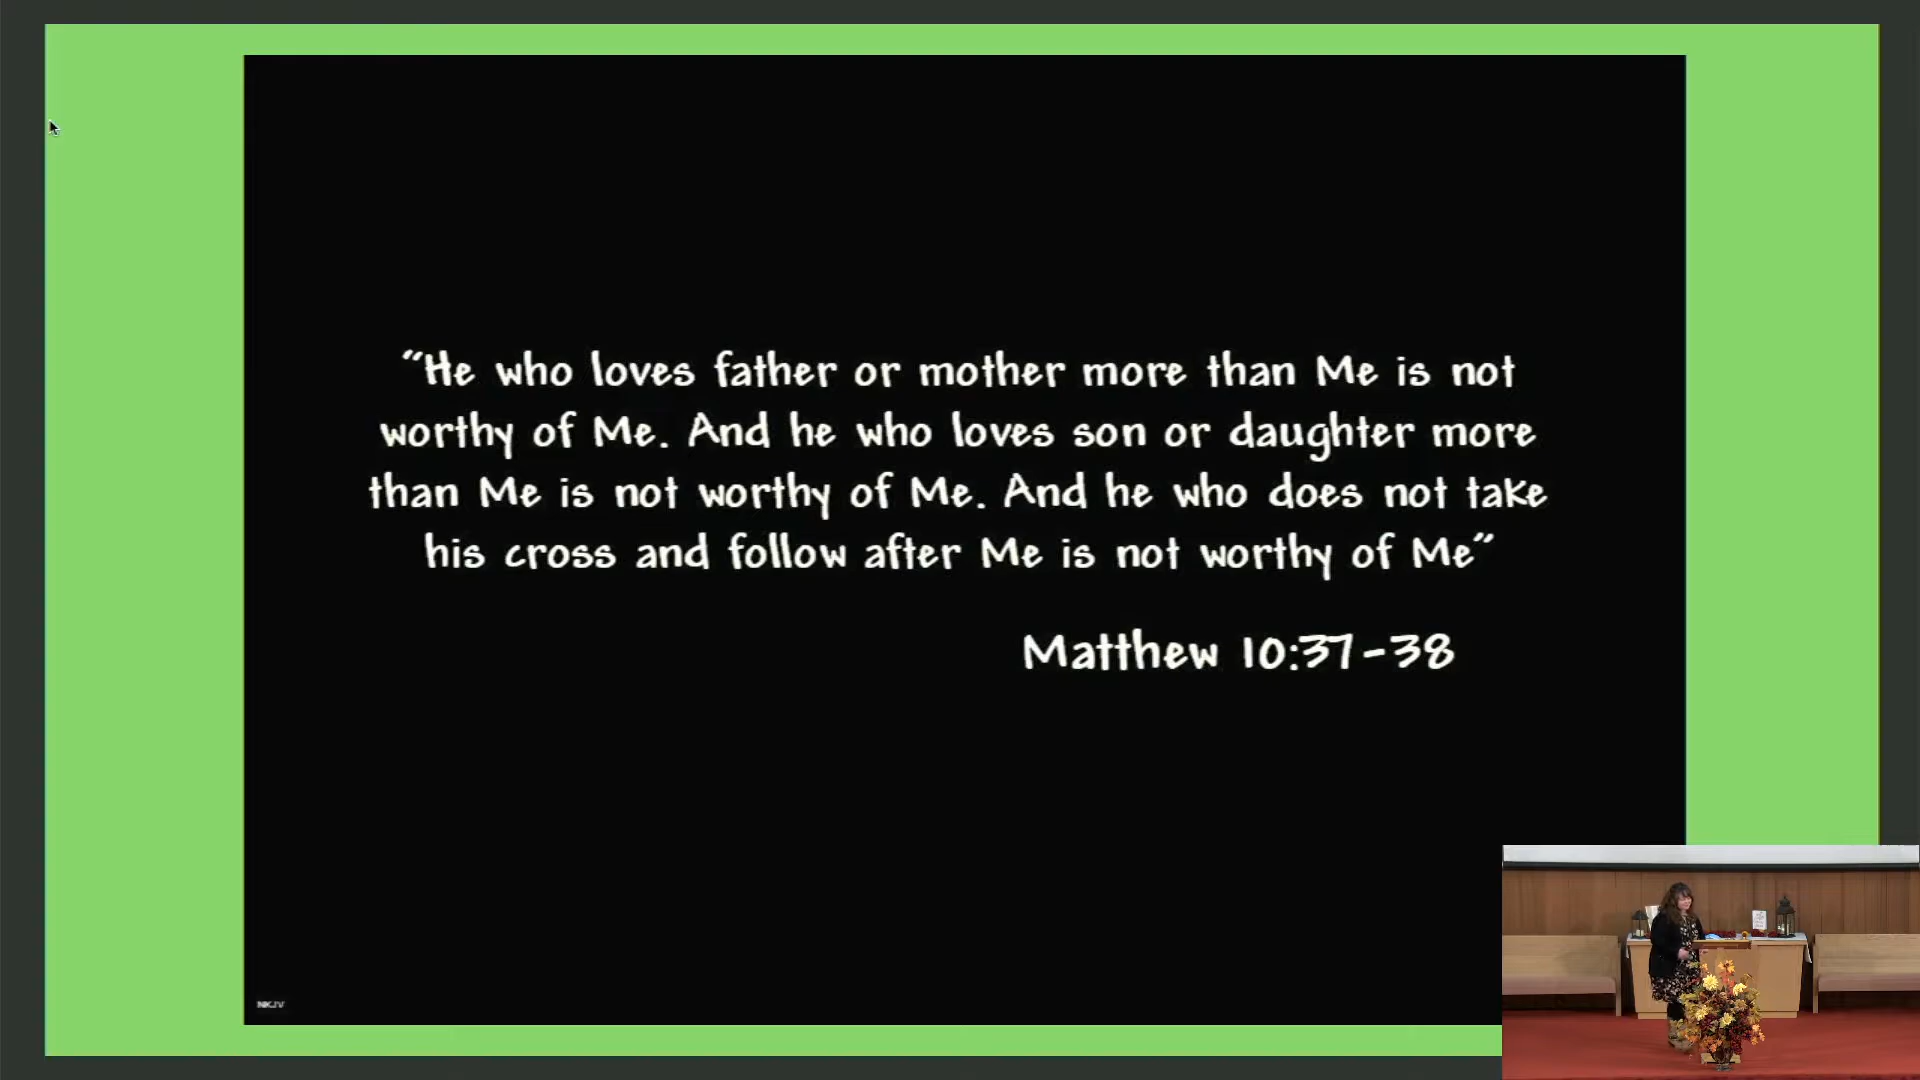 “He who loves father or mother more than Me is not
worthy of Me. And he who loves son or daughter more
than Me is not worthy of Me. And he who does not take
his cross and follow after Me is not worthy of Me”
Matthew 10:37-38
NKJV